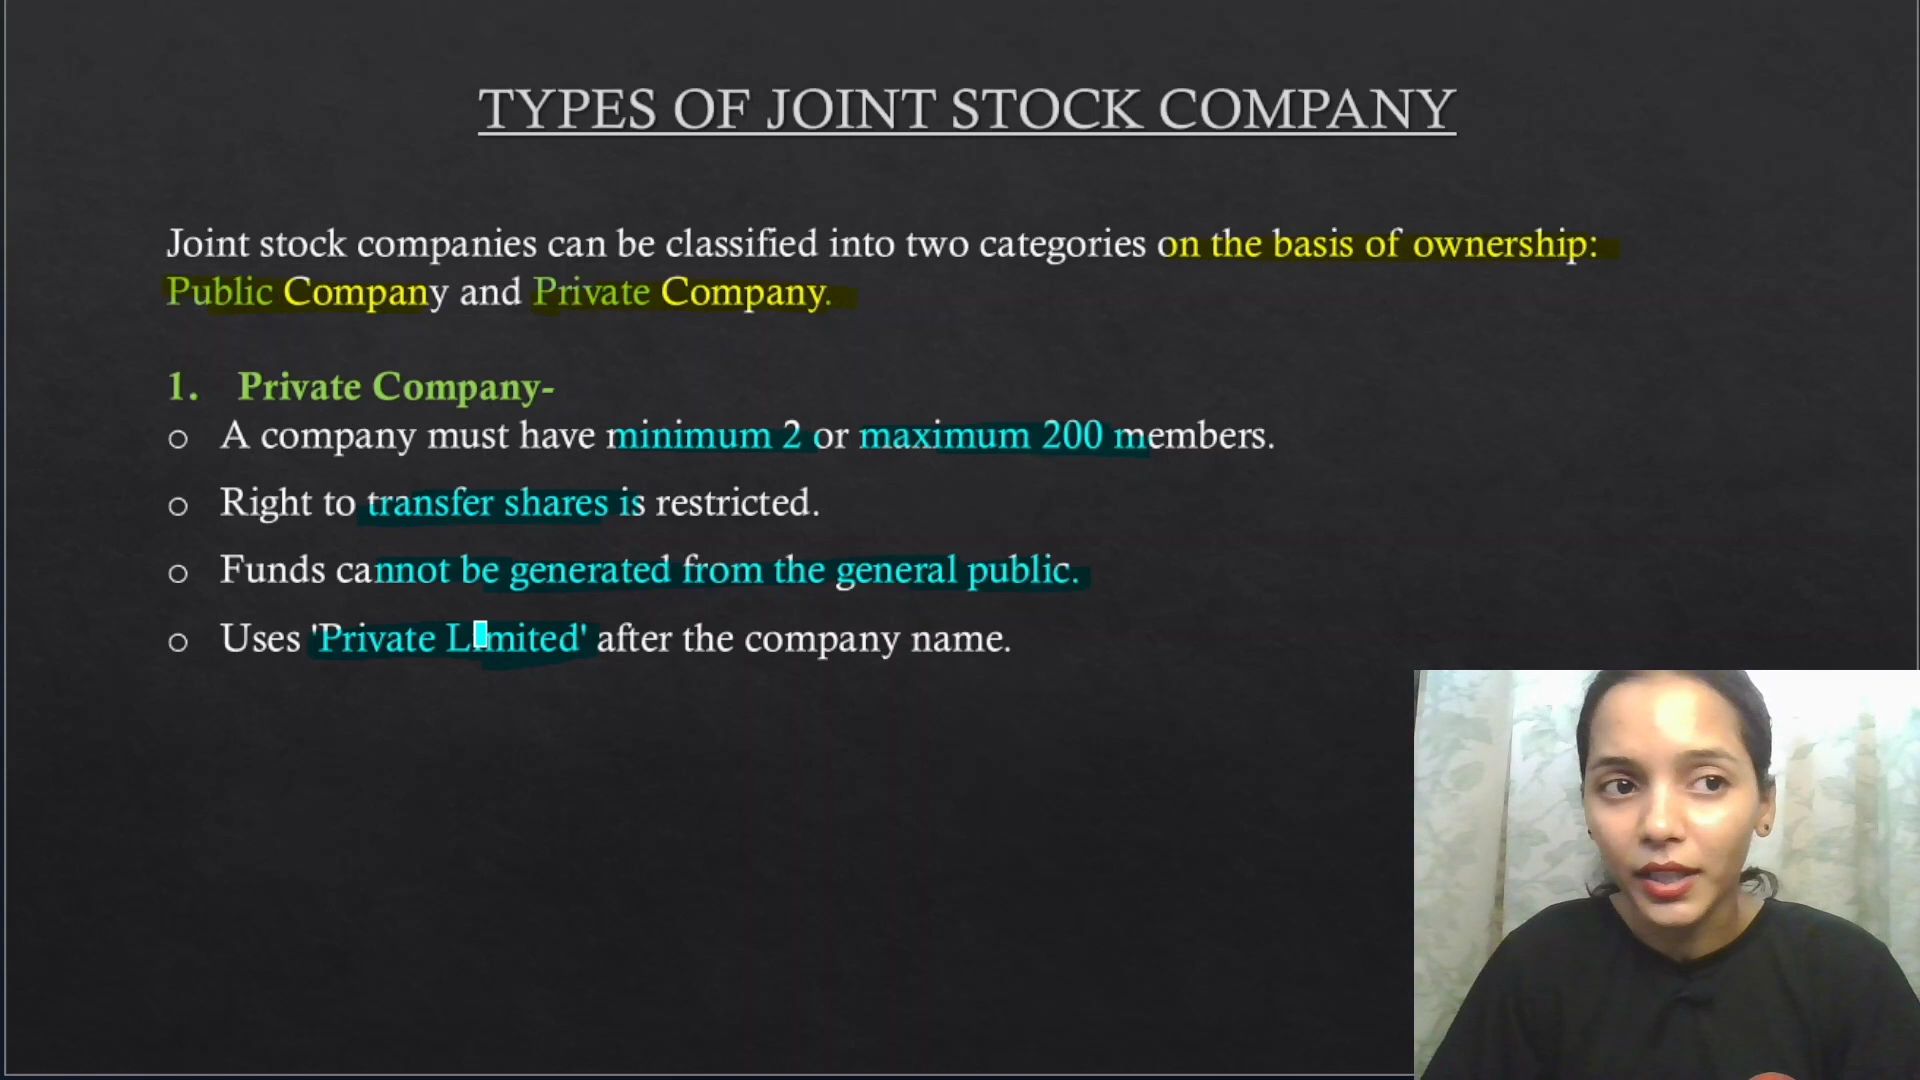 TYPES OF JOINT STOCK COMPANY
Joint stock companies can be classified into two categories on the basis of ownership:
Public Company and Private Company.
1. Private Company-
o A company must have minimum 2 or maximum 200 members.
o Right to transfer shares is restricted.
o Funds cannot be generated from the general public.
o Uses 'Private Limited' after the company name.